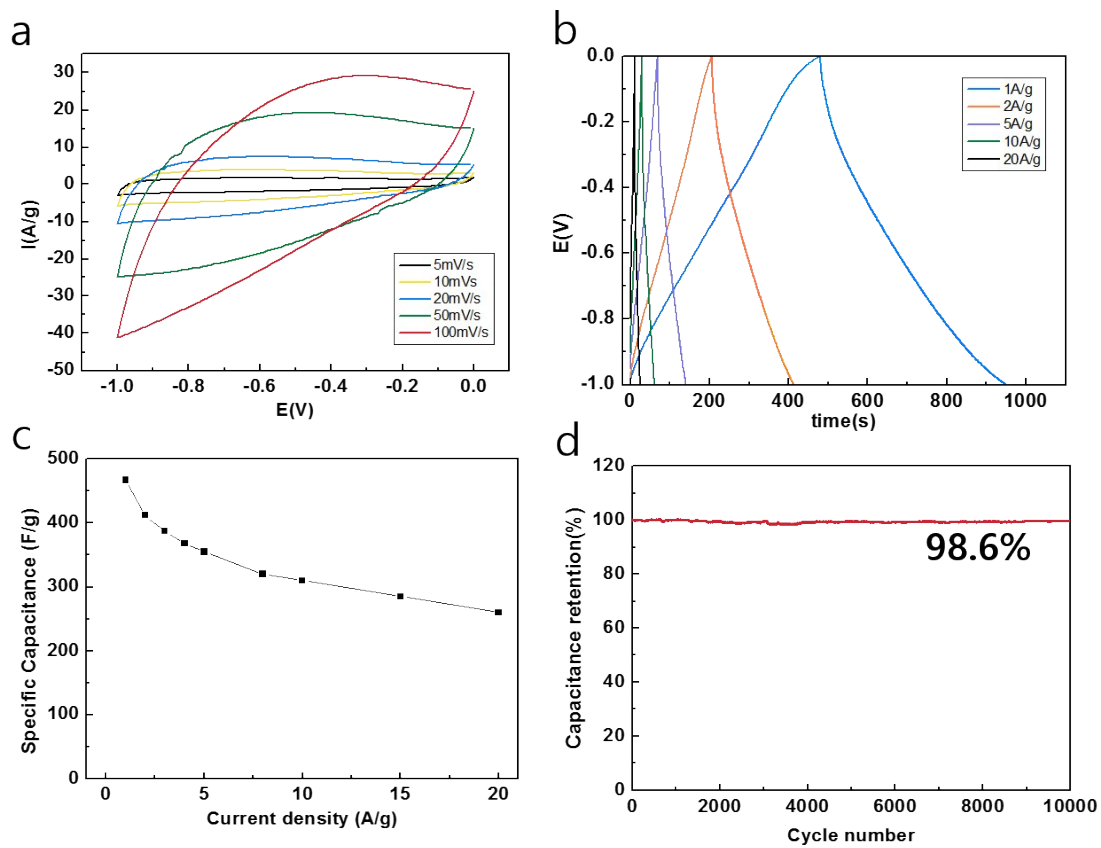 a
I(A/g)
30
20
10
0
-10
-20
-30
-40
-50
5mV/s
10mVs
20mV/s
50mV/s
100mV/s
-1.0 -0.8 -0.6 -0.4 -0.2 0.0
E(V)
b
E(V)
0.0
-0.2
-0.4
-0.6
-0.8
-1.0
1A/g
2A/g
5A/g
10A/g
20A/g
0 200 400 600 800 1000
time(s)
c
Specific Capacitance (F/g)
500
400
300
200
100
0
0 5 10 15 20
Current density (A/g)
d
Capacitance retention(%)
120
100
80
60
40
20
0
98.6%
0 2000 4000 6000 8000 10000
Cycle number